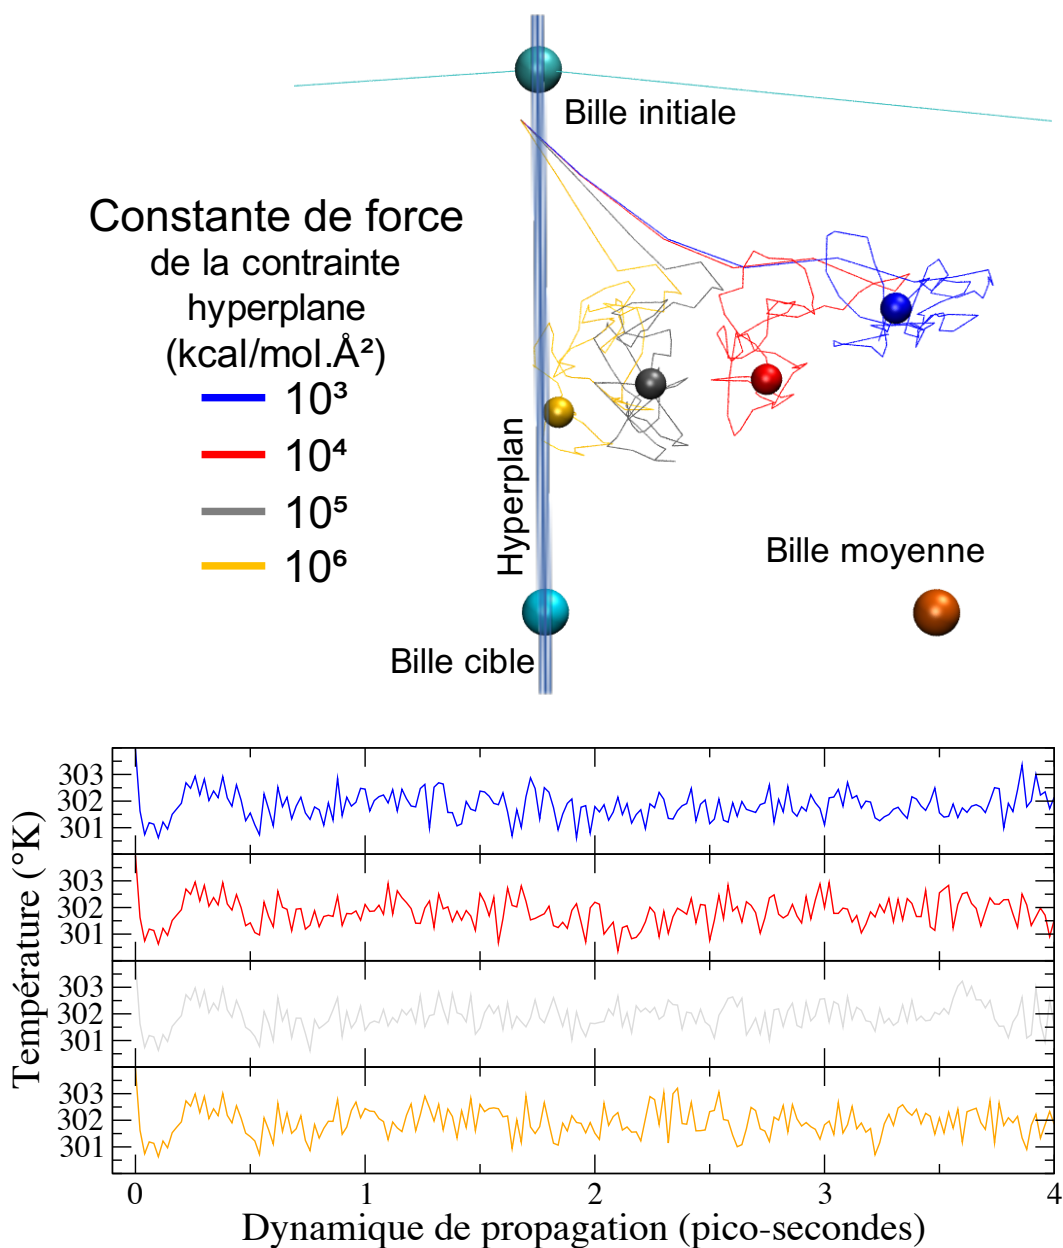 Bille initiale
Constante de force
de la contrainte
hyperplane
(kcal/mol.Å²)
10³
10⁴
10⁵
10⁶
Hyperplan
Bille moyenne
Bille cible
303
302
301
303
302
301
303
302
301
303
302
301
Température (°K)
0 1 2 3 4
Dynamique de propagation (pico-secondes)